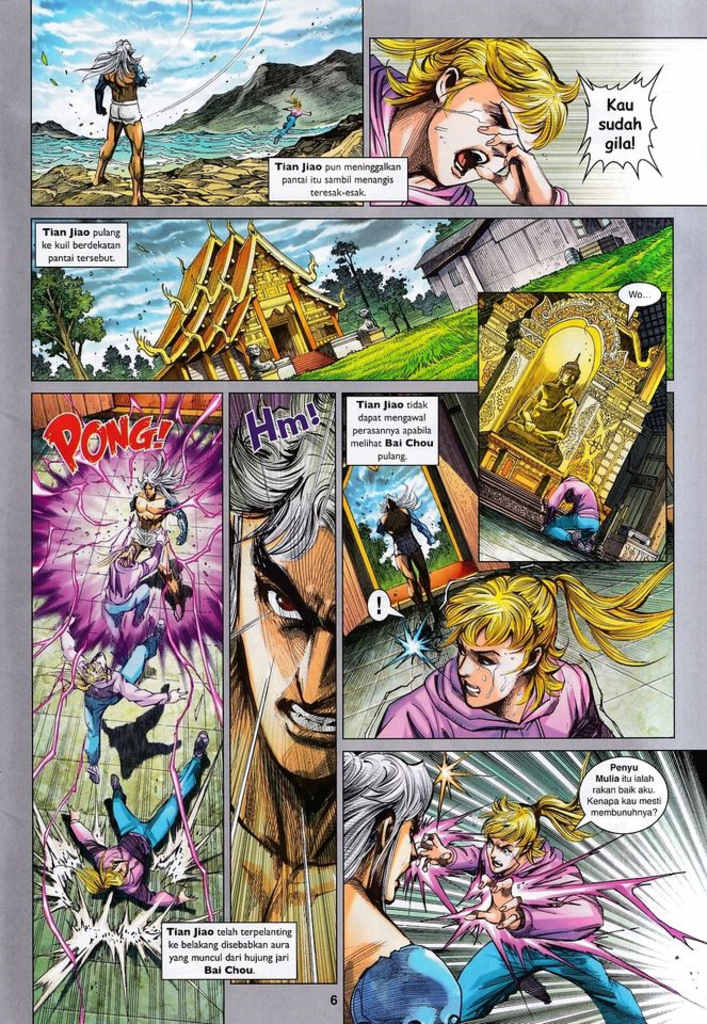 Tian Jiao pun meninggalkan
pantai itu sambil menangis
teresak-esak.
Kau
sudah
gila!
Tian Jiao pulang
ke kuil berdekatan
pantai tersebut.
Wo...
PONG!
Hm!
Tian Jiao tidak
dapat mengawal
perasannya apabila
melihat Bai Chou
pulang.
!
Tian Jiao telah terpelanting
ke belakang disebabkan aura
yang muncul dari hujung jari
Bai Chou.
Penyu
Mulia itu ialah
rakan baik aku.
Kenapa kau mesti
membunuhnya?
6